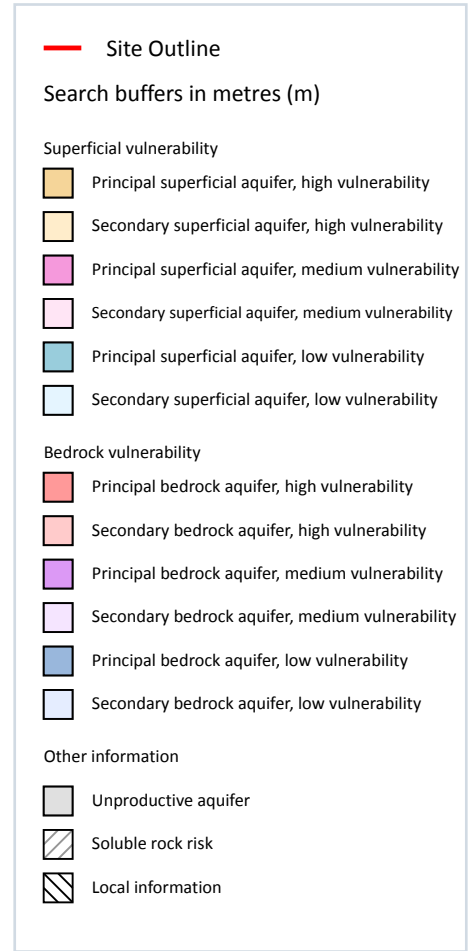 Site Outline
Search buffers in metres (m)
Superficial vulnerability
Principal superficial aquifer, high vulnerability
Secondary superficial aquifer, high vulnerability
Principal superficial aquifer, medium vulnerability
Secondary superficial aquifer, medium vulnerability
Principal superficial aquifer, low vulnerability
Secondary superficial aquifer, low vulnerability
Bedrock vulnerability
Principal bedrock aquifer, high vulnerability
Secondary bedrock aquifer, high vulnerability
Principal bedrock aquifer, medium vulnerability
Secondary bedrock aquifer, medium vulnerability
Principal bedrock aquifer, low vulnerability
Secondary bedrock aquifer, low vulnerability
Other information
Unproductive aquifer
Soluble rock risk
Local information